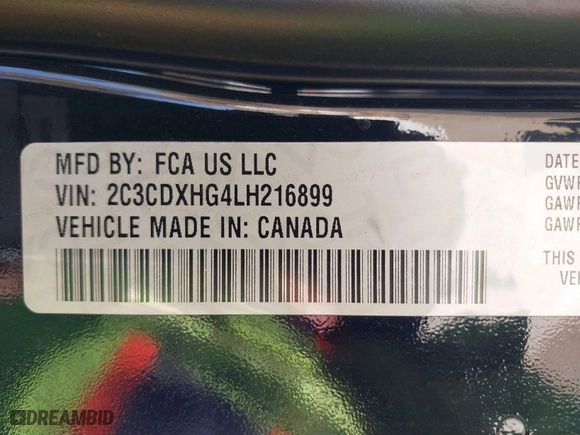 MFD BY: FCA US LLC
VIN: 2C3CDXHG4LH216899
VEHICLE MADE IN: CANADA
DATE
GVWR
GAWR
GAWR
THIS
VE
DREAMBID